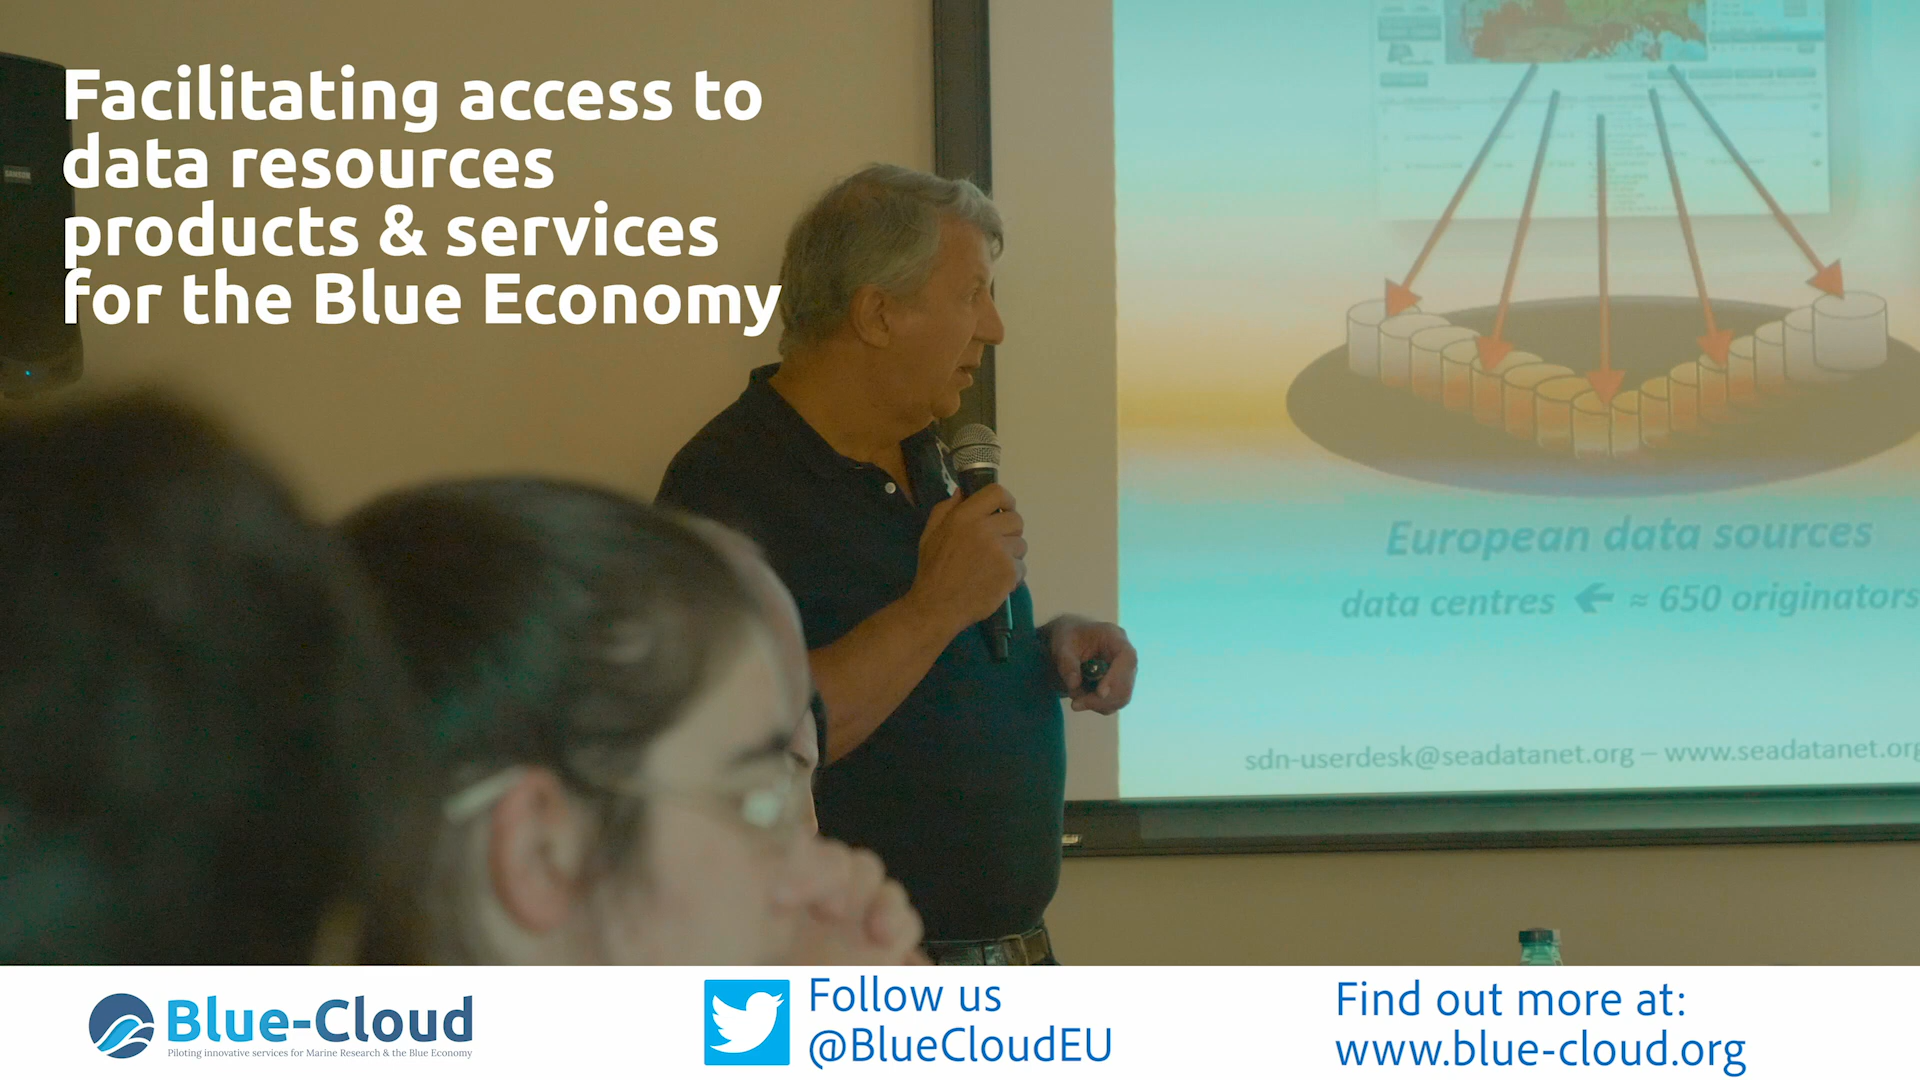 Facilitating access to
data resources
products & services
for the Blue Economy
SAMSON
European data sources
data centres ← ≈ 650 originators
sdn-userdesk@seadatanet.org – www.seadatanet.org
Blue-Cloud
Piloting innovative services for Marine Research & the Blue Economy
Follow us
@BlueCloudEU
Find out more at:
www.blue-cloud.org